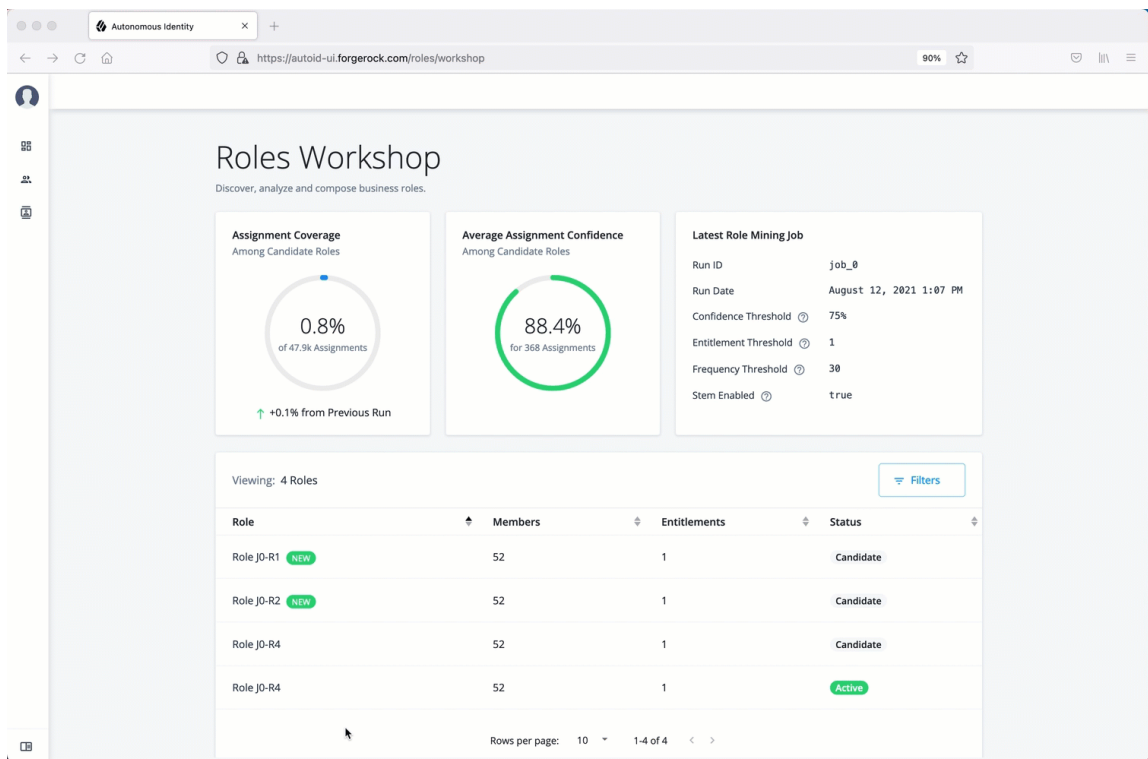 Autonomous Identity
https://autoid-ui.forgerock.com/roles/workshop
90%
Roles Workshop
Discover, analyze and compose business roles.
Assignment Coverage
Among Candidate Roles
0.8%
of 47.9k Assignments
+0.1% from Previous Run
Average Assignment Confidence
Among Candidate Roles
88.4%
for 368 Assignments
Latest Role Mining Job
Run ID job_0
Run Date August 12, 2021 1:07 PM
Confidence Threshold 75%
Entitlement Threshold 1
Frequency Threshold 30
Stem Enabled true
Viewing: 4 Roles
Filters
Role Members Entitlements Status
Role J0-R1 NEW 52 1 Candidate
Role J0-R2 NEW 52 1 Candidate
Role J0-R4 52 1 Candidate
Role J0-R4 52 1 Active
Rows per page: 10 1-4 of 4